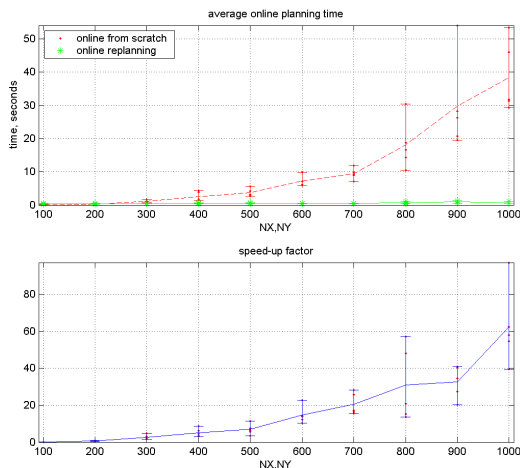 average online planning time
50
40
30
20
10
0
time, seconds
online from scratch
online replanning
100 200 300 400 500 600 700 800 900 1000
NX,NY
speed-up factor
80
60
40
20
0
100 200 300 400 500 600 700 800 900 1000
NX,NY